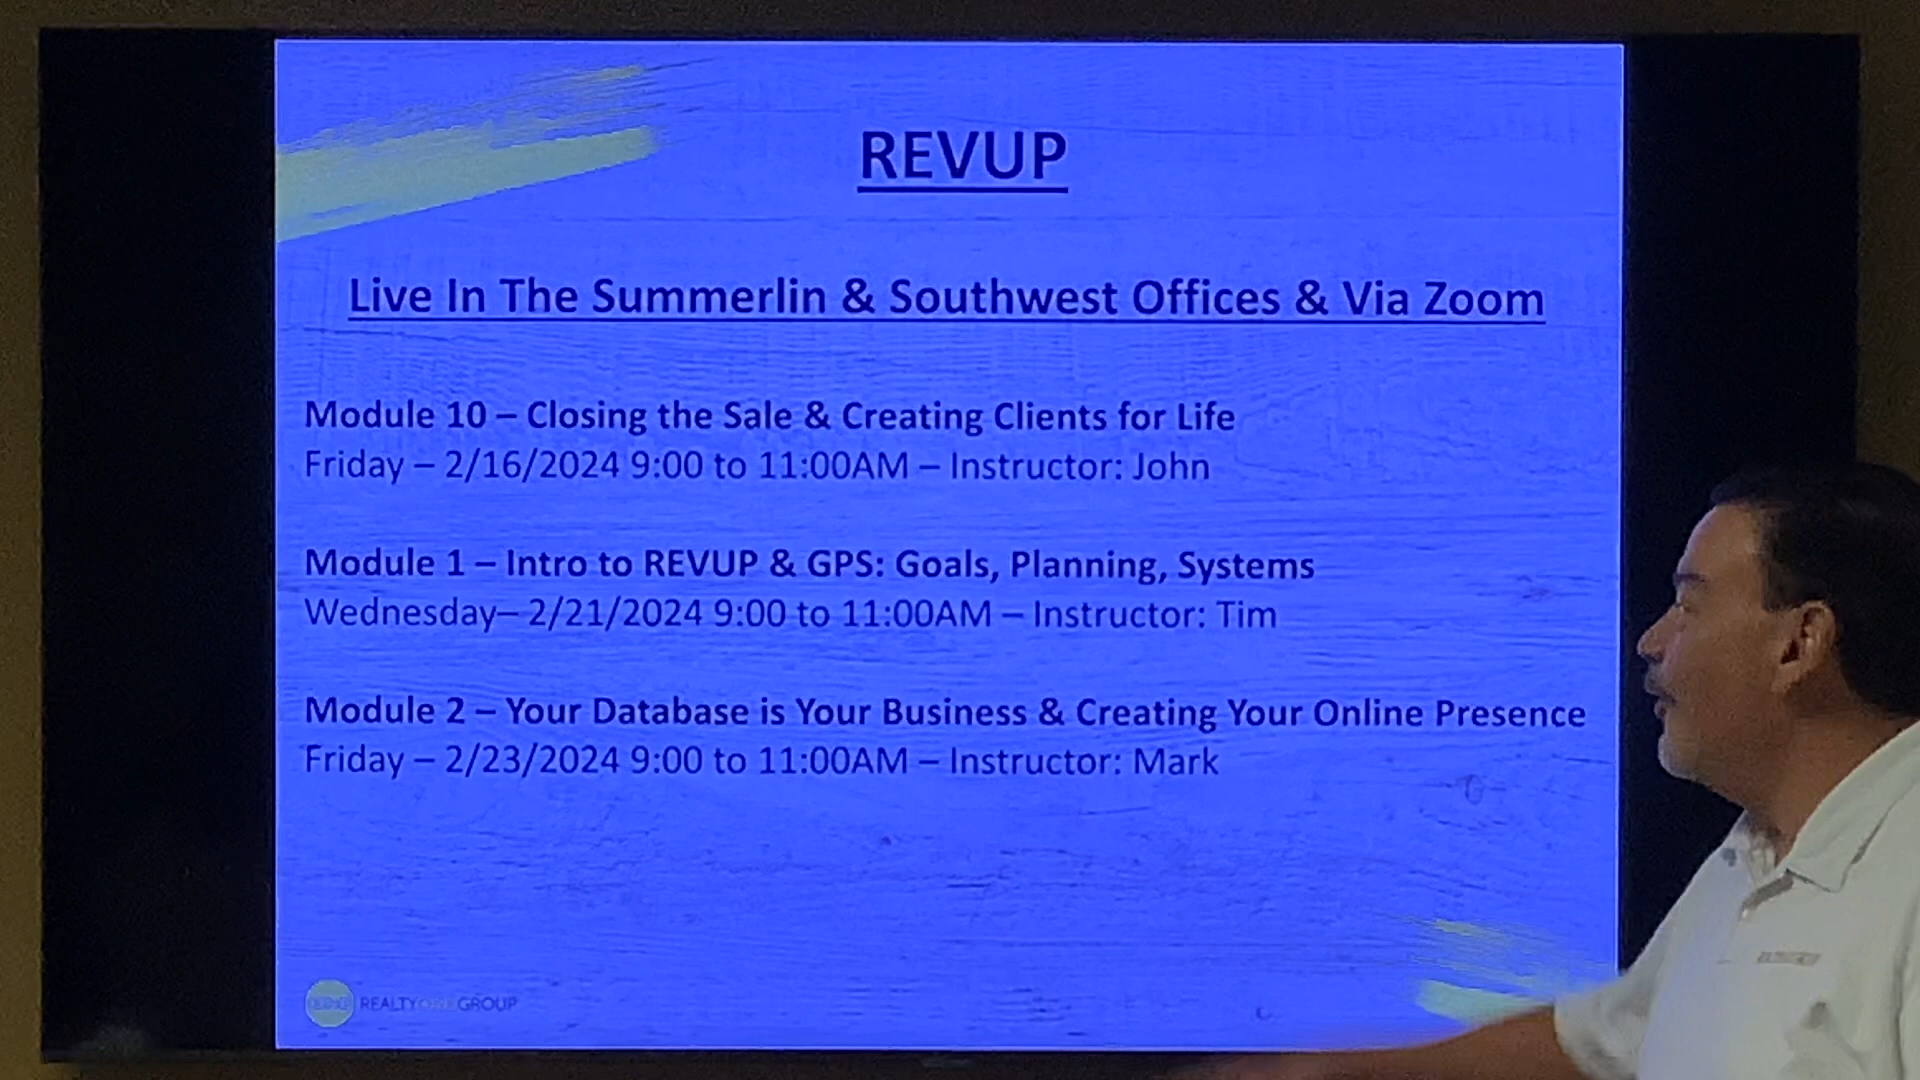 REVUP
Live In The Summerlin & Southwest Offices & Via Zoom
Module 10 – Closing the Sale & Creating Clients for Life
Friday – 2/16/2024 9:00 to 11:00AM – Instructor: John
Module 1 – Intro to REVUP & GPS: Goals, Planning, Systems
Wednesday– 2/21/2024 9:00 to 11:00AM – Instructor: Tim
Module 2 – Your Database is Your Business & Creating Your Online Presence
Friday – 2/23/2024 9:00 to 11:00AM – Instructor: Mark
REALTYONEGROUP